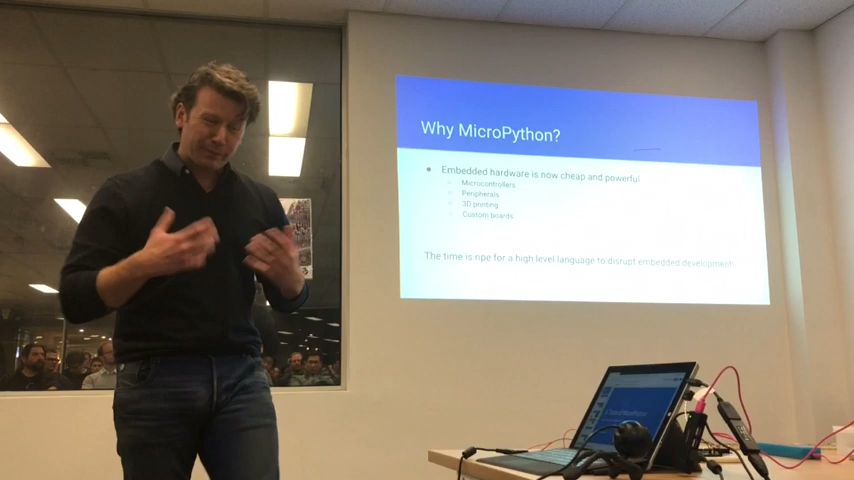 Why MicroPython?
Embedded hardware is now cheap and powerful
Microcontrollers
Peripherals
3D printing
Custom boards
The time is ripe for a high level language to disrupt embedded development!